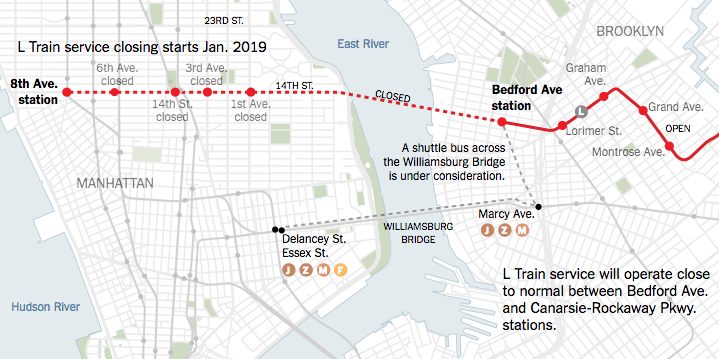 23RD ST.
BROOKLYN
L Train service closing starts Jan. 2019
East River
6th Ave.
closed
3rd Ave.
closed
Graham
Ave.
8th Ave.
station
14TH ST.
CLOSED
Bedford Ave
station
14th St.
closed
1st Ave.
closed
L
Grand Ave.
Lorimer St.
OPEN
Montrose Ave.
A shuttle bus across
the Williamsburg Bridge
is under consideration.
MANHATTAN
Marcy Ave.
J Z M
WILLIAMSBURG
BRIDGE
Delancey St.
Essex St.
J Z M F
L Train service will operate close
to normal between Bedford Ave.
and Canarsie-Rockaway Pkwy.
stations.
Hudson River